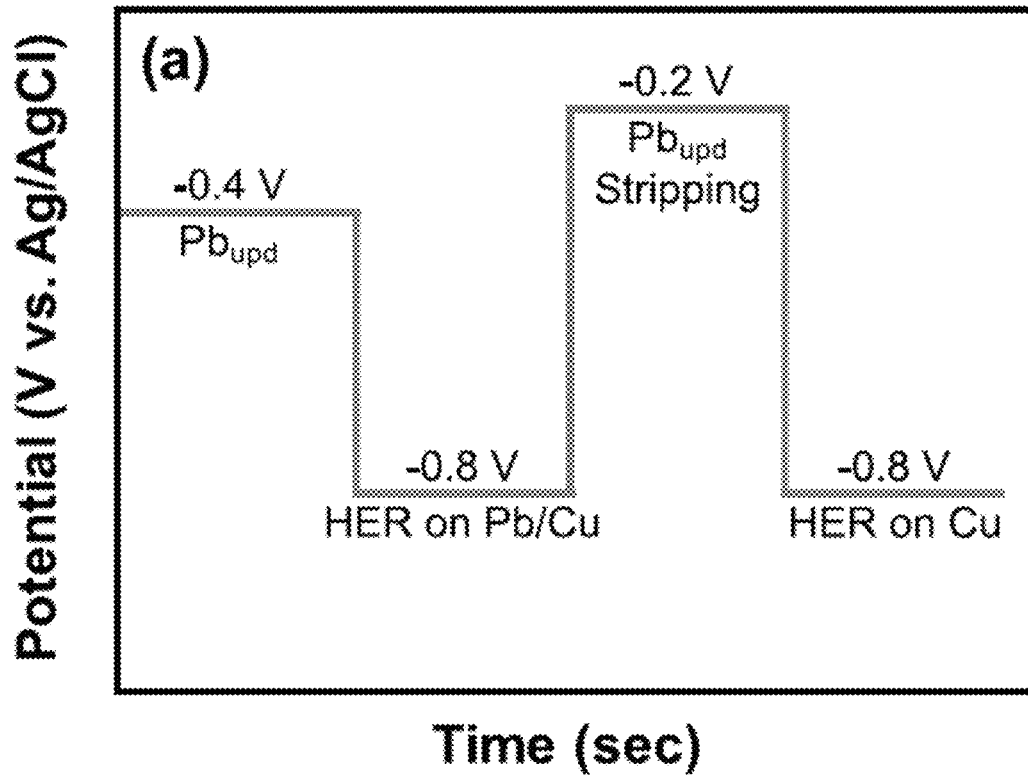 Potential (V vs. Ag/AgCl)
(a)
-0.4 V
Pbupd
-0.8 V
HER on Pb/Cu
-0.2 V
Pbupd
Stripping
-0.8 V
HER on Cu
Time (sec)